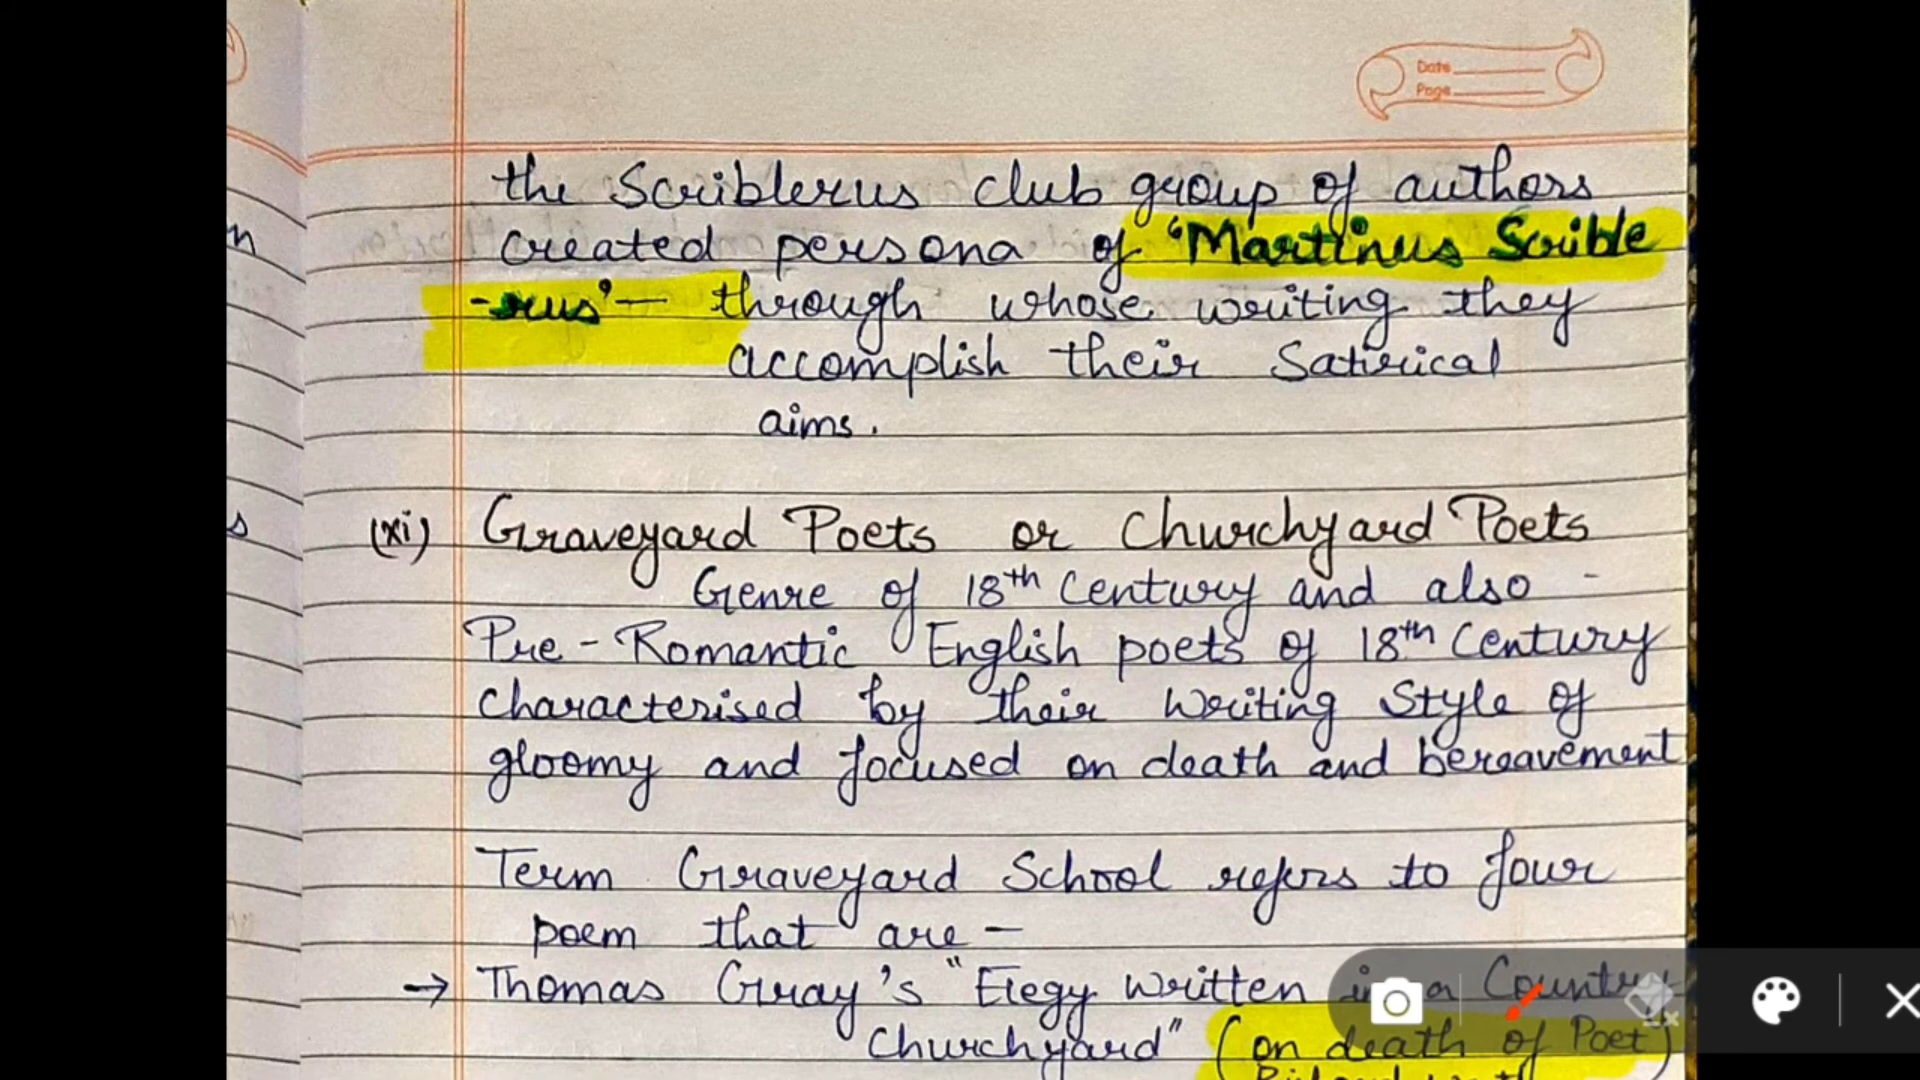 Date
Page
the Scriblerus club group of authors
created persona of 'Martinus Scrible
n
-rus' — through whose writing they
accomplish their Satirical
aims.
s
(xi) Graveyard Poets or Churchyard Poets
Genre of 18th Century and also -
Pre-Romantic English poets of 18th Century
characterised by their Writing Style of
gloomy and focused on death and bereavement
Term Graveyard School refers to four
poem that are -
→ Thomas Gray's "Elegy written in a Country
Churchyard" (on death of Poet)